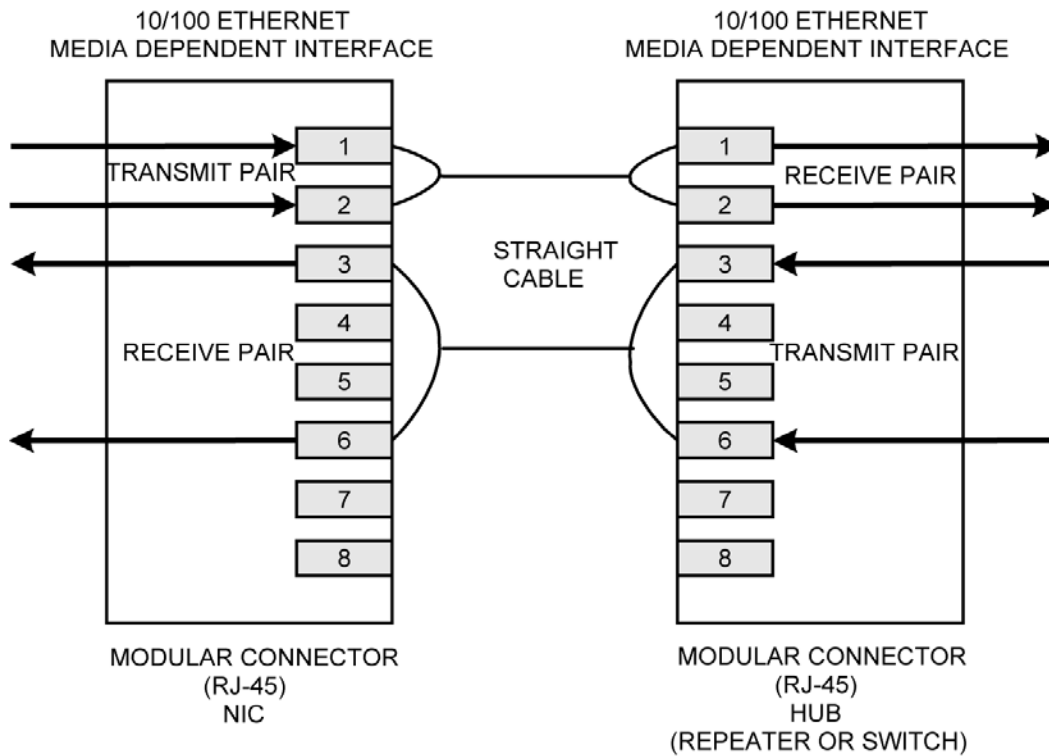 10/100 ETHERNET
MEDIA DEPENDENT INTERFACE
10/100 ETHERNET
MEDIA DEPENDENT INTERFACE
1
TRANSMIT PAIR
2
3
4
RECEIVE PAIR
5
6
7
8
STRAIGHT
CABLE
1
RECEIVE PAIR
2
3
4
TRANSMIT PAIR
5
6
7
8
MODULAR CONNECTOR
(RJ-45)
NIC
MODULAR CONNECTOR
(RJ-45)
HUB
(REPEATER OR SWITCH)